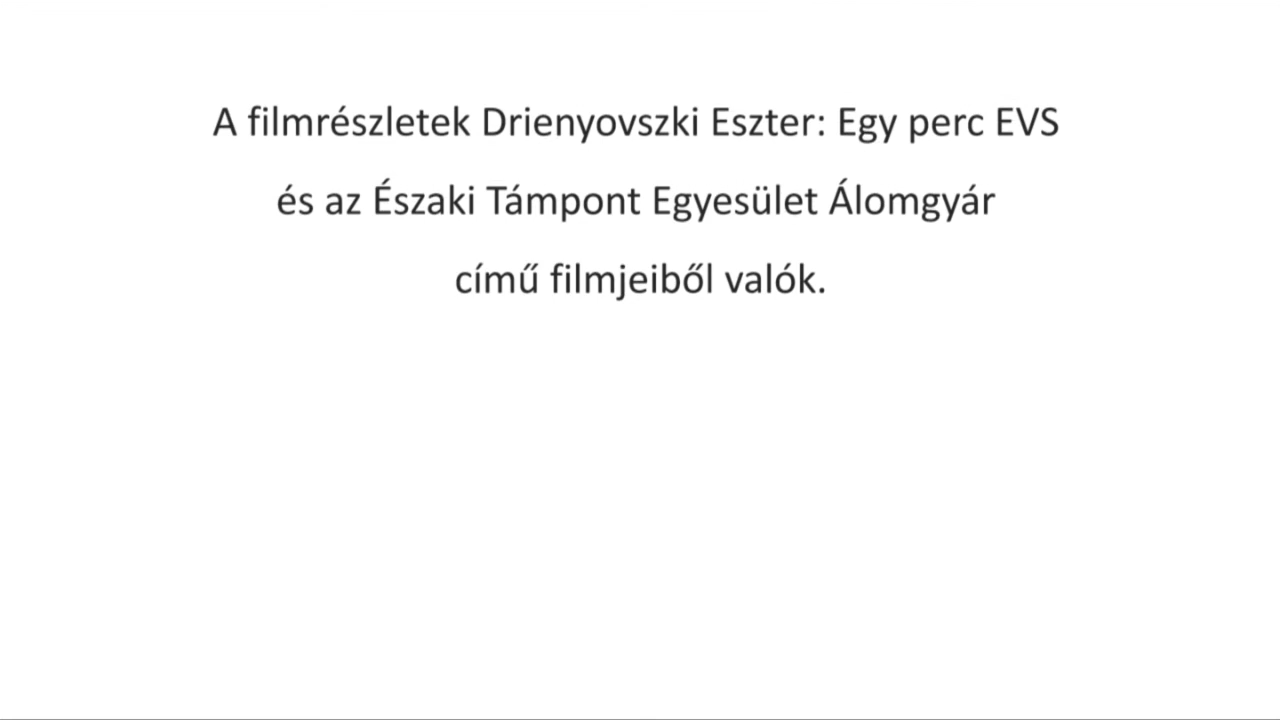 A filmrészletek Drienyovszki Eszter: Egy perc EVS
és az Északi Támpont Egyesület Álomgyár
című filmjeiből valók.